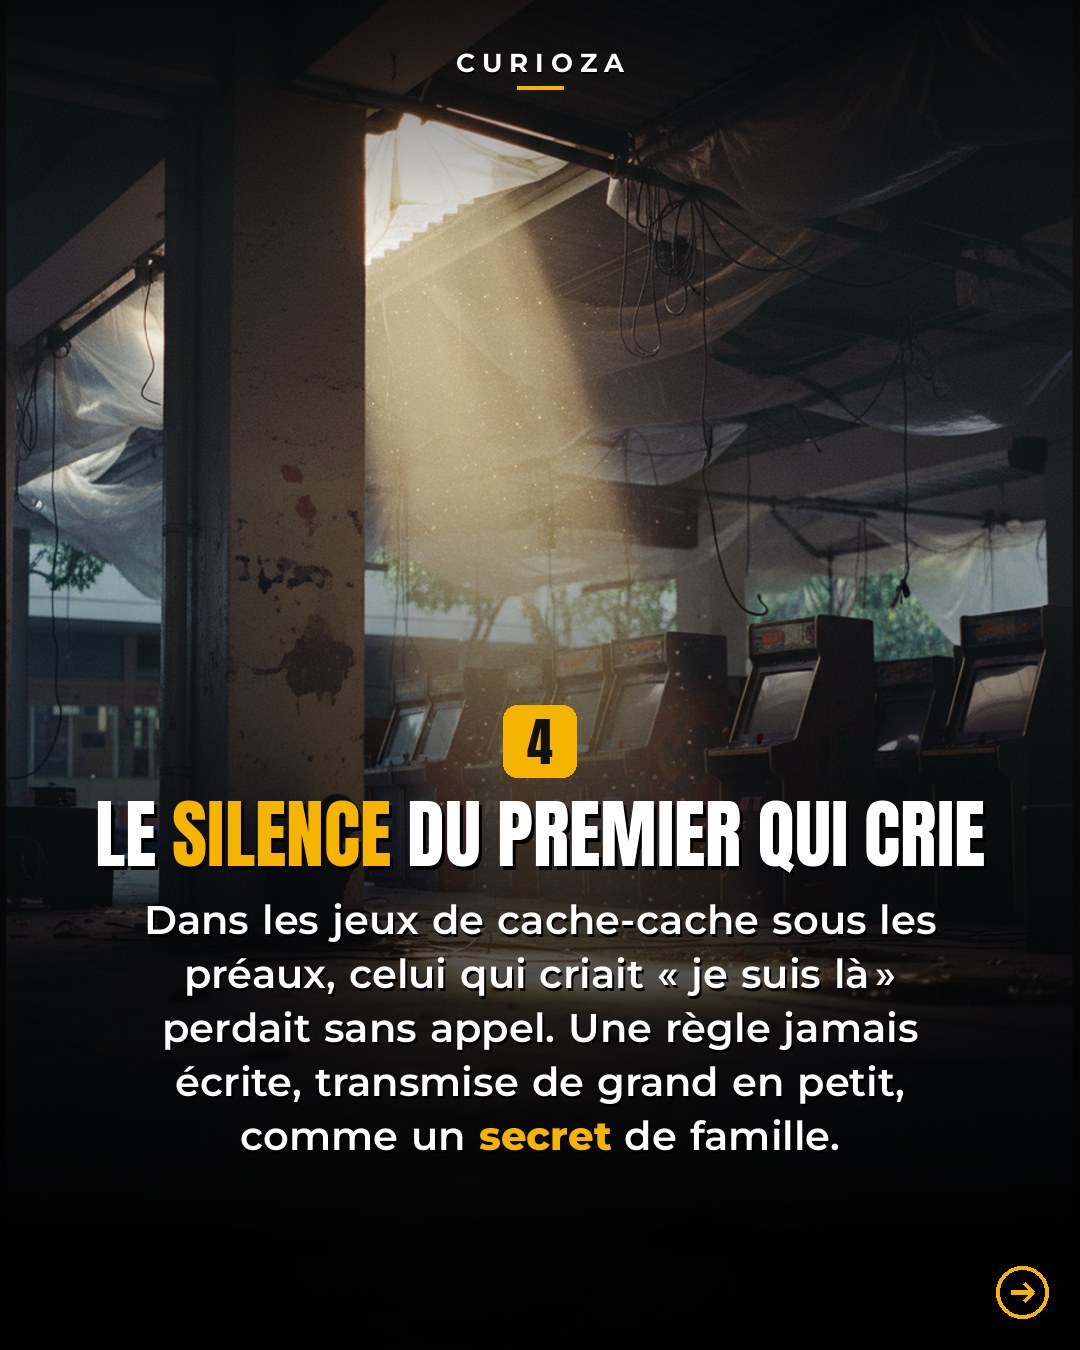 CURIOZA
4
LE SILENCE DU PREMIER QUI CRIE
Dans les jeux de cache-cache sous les
préaux, celui qui criait « je suis là »
perdait sans appel. Une règle jamais
écrite, transmise de grand en petit,
comme un secret de famille.